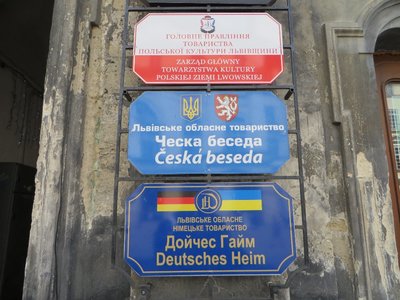 ГОЛОВНЕ ПРАВЛІННЯ
ТОВАРИСТВА
ПОЛЬСЬКОЇ КУЛЬТУРИ ЛЬВІВЩИНИ
ZARZĄD GŁÓWNY
TOWARZYSTWA KULTURY
POLSKIEJ ZIEMI LWOWSKIEJ
Львівське обласне товариство
Ческа беседа
Česká beseda
ЛЬВІВСЬКЕ ОБЛАСНЕ
НІМЕЦЬКЕ ТОВАРИСТВО
Дойчес Гайм
Deutsches Heim